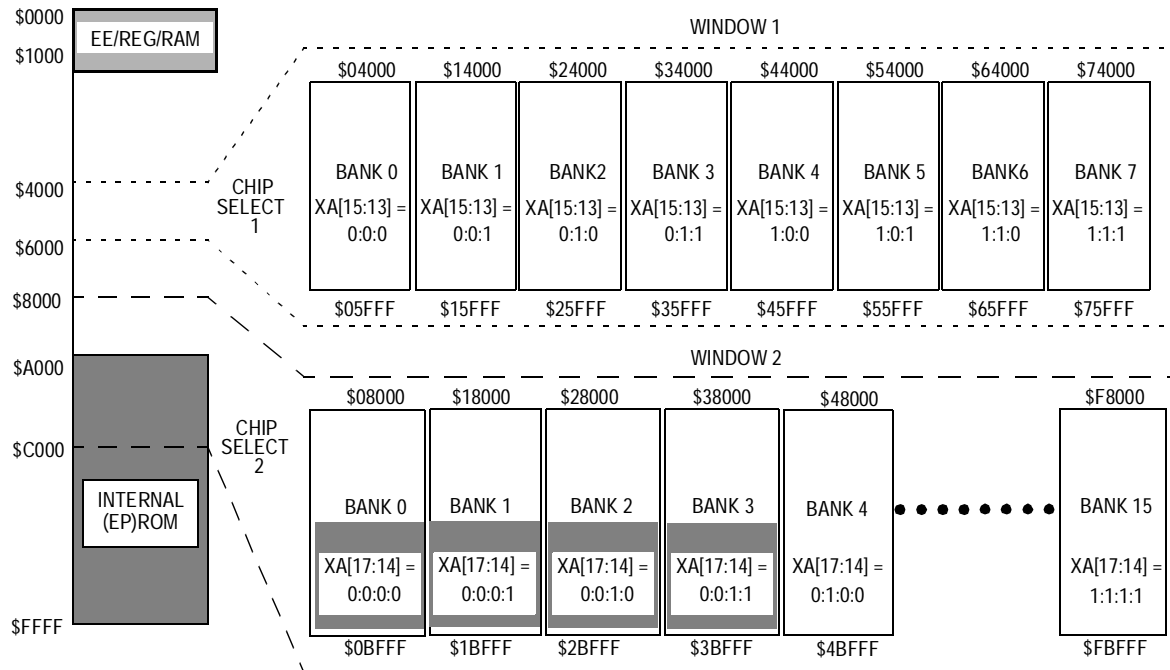 $0000
EE/REG/RAM
$1000
$4000
CHIP
SELECT
1
$6000
$8000
$A000
CHIP
SELECT
2
$C000
INTERNAL
(EP)ROM
$FFFF
WINDOW 1
$04000 $14000 $24000 $34000 $44000 $54000 $64000 $74000
BANK 0 BANK 1 BANK2 BANK 3 BANK 4 BANK 5 BANK6 BANK 7
XA[15:13] = XA[15:13] = XA[15:13] = XA[15:13] = XA[15:13] = XA[15:13] = XA[15:13] = XA[15:13] =
0:0:0 0:0:1 0:1:0 0:1:1 1:0:0 1:0:1 1:1:0 1:1:1
$05FFF $15FFF $25FFF $35FFF $45FFF $55FFF $65FFF $75FFF
WINDOW 2
$08000 $18000 $28000 $38000 $48000 $F8000
BANK 0 BANK 1 BANK 2 BANK 3 BANK 4 BANK 15
XA[17:14] = XA[17:14] = XA[17:14] = XA[17:14] = XA[17:14] = XA[17:14] =
0:0:0:0 0:0:0:1 0:0:1:0 0:0:1:1 0:1:0:0 1:1:1:1
$0BFFF $1BFFF $2BFFF $3BFFF $4BFFF $FBFFF